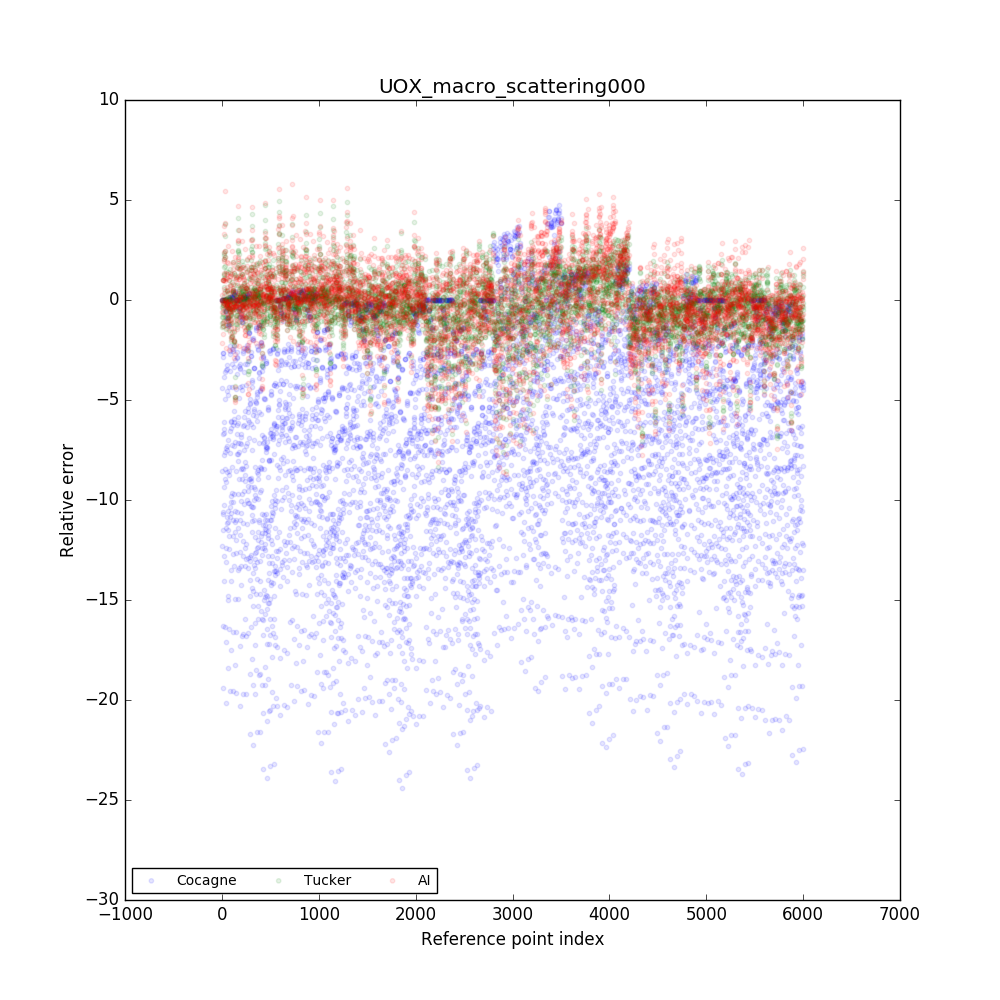 UOX_macro_scattering000
10
5
0
−5
−10
−15
−20
−25
−30
Relative error
−1000 0 1000 2000 3000 4000 5000 6000 7000
Reference point index
Cocagne Tucker AI